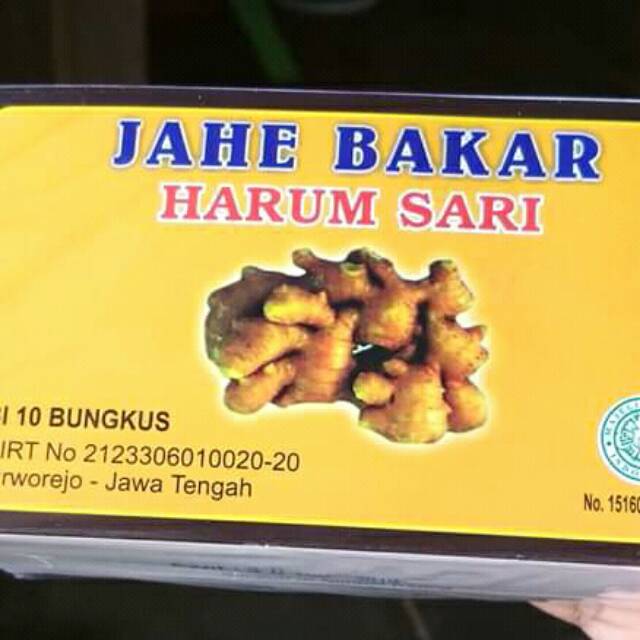 JAHE BAKAR
HARUM SARI
I 10 BUNGKUS
IRT No 2123306010020-20
rworejo - Jawa Tengah
No. 15160